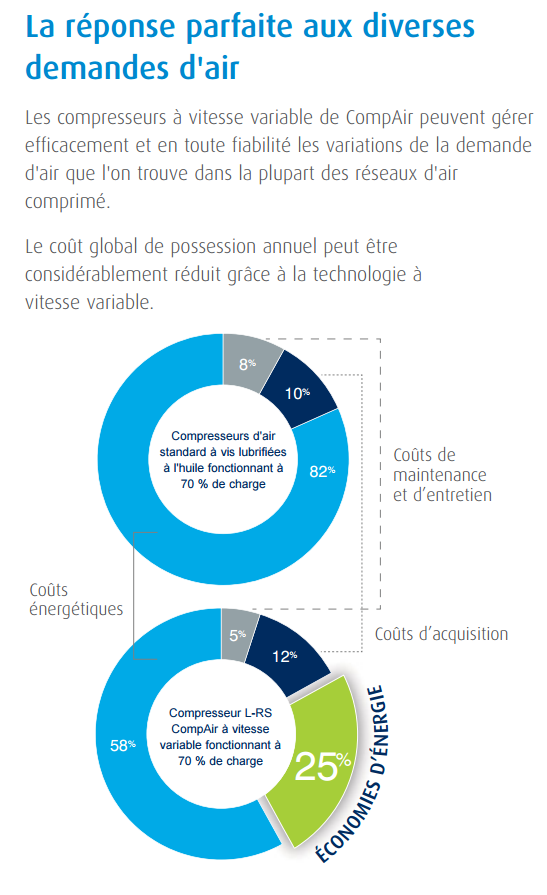 La réponse parfaite aux diverses
demandes d'air
Les compresseurs à vitesse variable de CompAir peuvent gérer
efficacement et en toute fiabilité les variations de la demande
d'air que l'on trouve dans la plupart des réseaux d'air
comprimé.
Le coût global de possession annuel peut être
considérablement réduit grâce à la technologie à
vitesse variable.
8%
10%
82%
Compresseurs d'air
standard à vis lubrifiées
à l'huile fonctionnant à
70 % de charge
Coûts de
maintenance
et d’entretien
Coûts
énergétiques
Coûts d’acquisition
5%
12%
58%
Compresseur L-RS
CompAir à vitesse
variable fonctionnant à
70 % de charge
25%
ÉCONOMIES D’ÉNERGIE